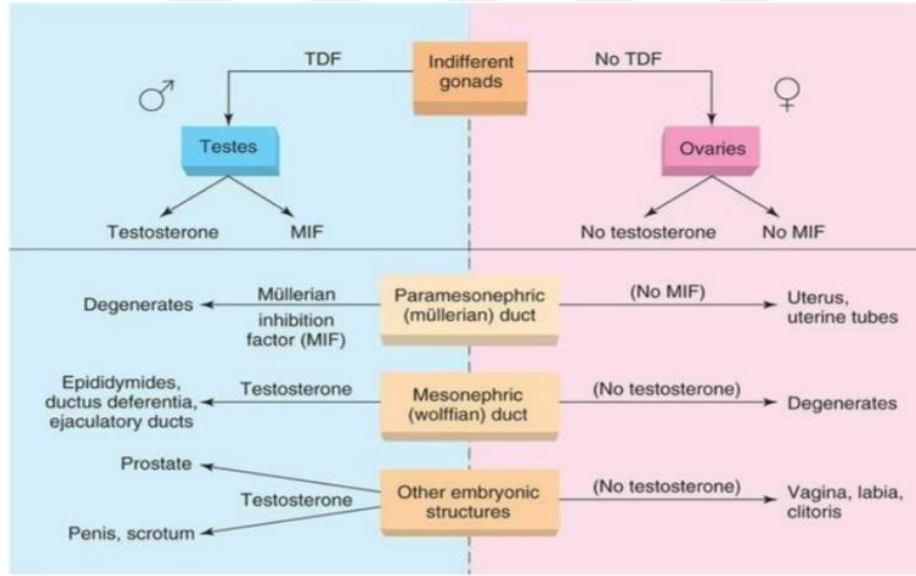 TDF
Indifferent
gonads
No TDF
♂
♀
Testes
Ovaries
Testosterone
MIF
No testosterone
No MIF
Degenerates
Müllerian
inhibition
factor (MIF)
Paramesonephric
(müllerian) duct
(No MIF)
Uterus,
uterine tubes
Epididymides,
ductus deferentia,
ejaculatory ducts
Testosterone
Mesonephric
(wolffian) duct
(No testosterone)
Degenerates
Prostate
Testosterone
Penis, scrotum
Other embryonic
structures
(No testosterone)
Vagina, labia,
clitoris